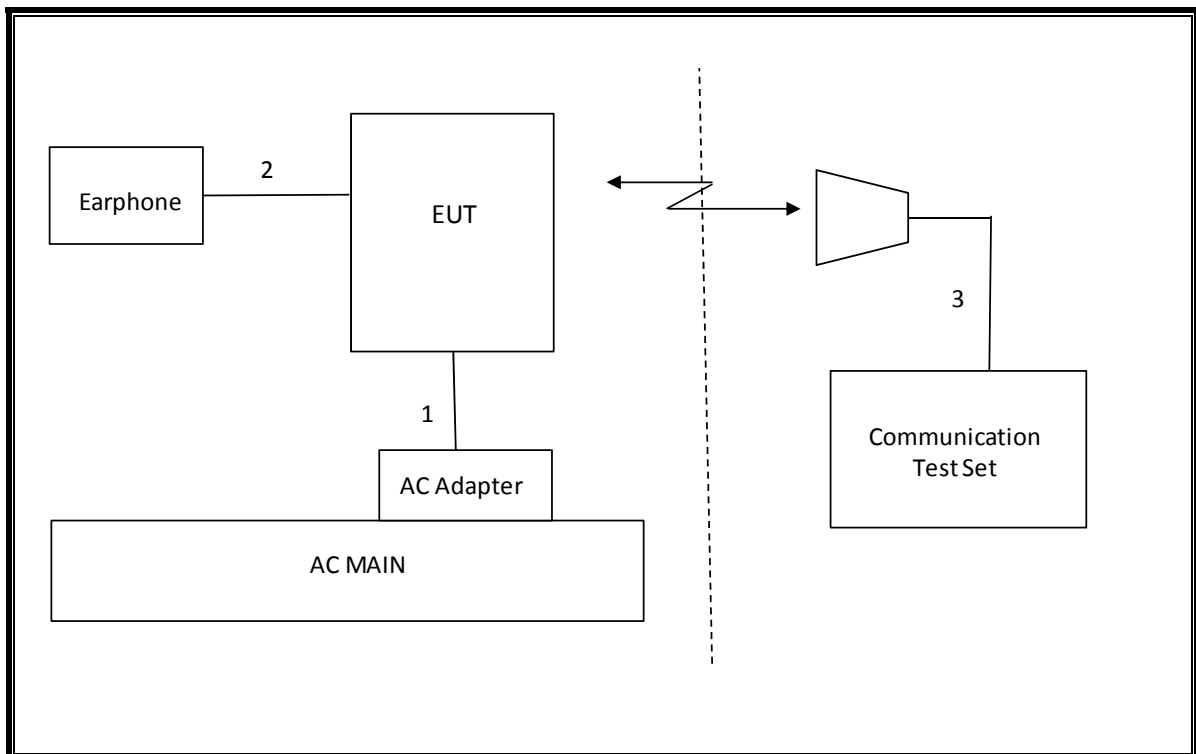 2
Earphone
EUT
3
1
Communication
Test Set
AC Adapter
AC MAIN